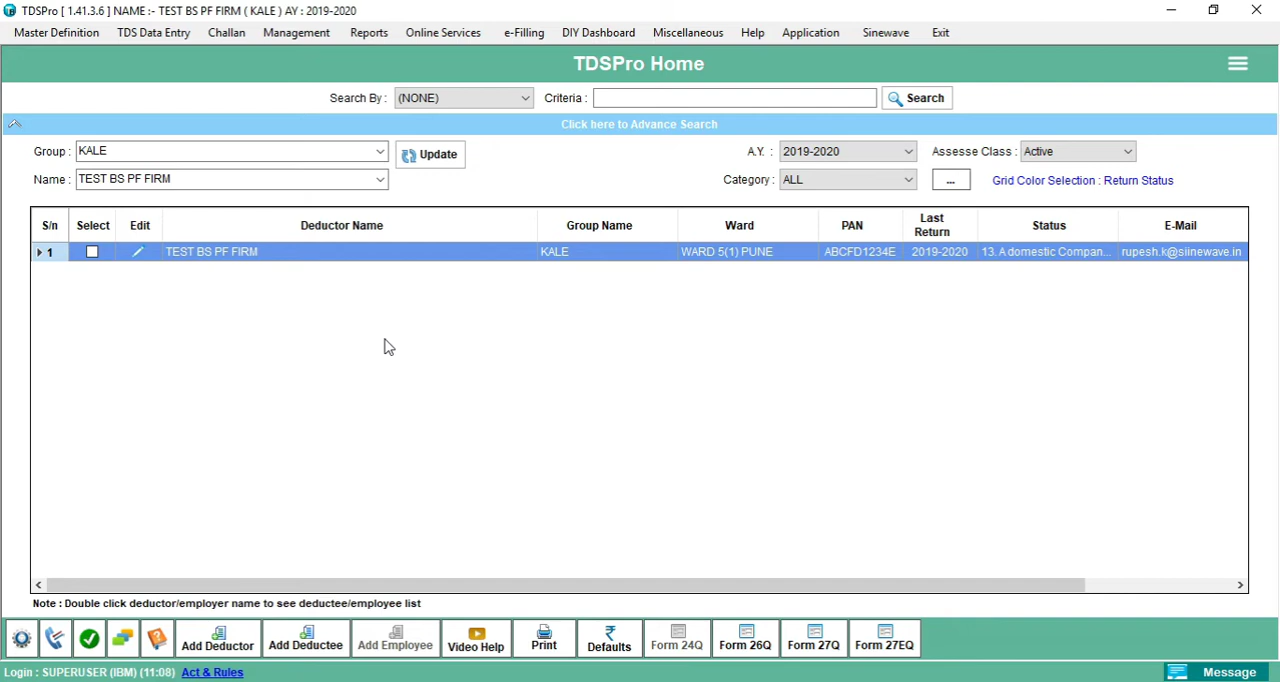 TDSPro [ 1.41.3.6 ] NAME :- TEST BS PF FIRM ( KALE ) AY : 2019-2020
Master Definition TDS Data Entry Challan Management Reports Online Services e-Filling DIY Dashboard Miscellaneous Help Application Sinewave Exit
TDSPro Home
Search By : (NONE) Criteria : Search
Click here to Advance Search
Group : KALE Update A.Y. : 2019-2020 Assesse Class : Active
Name : TEST BS PF FIRM Category : ALL ... Grid Color Selection : Return Status
S/n Select Edit Deductor Name Group Name Ward PAN Last Return Status E-Mail
1 TEST BS PF FIRM KALE WARD 5(1) PUNE ABCFD1234E 2019-2020 13. A domestic Compan... rupesh.k@siinewave.in
Note : Double click deductor/employer name to see deductee/employee list
Add Deductor Add Deductee Add Employee Video Help Print Defaults Form 24Q Form 26Q Form 27Q Form 27EQ
Login : SUPERUSER (IBM) (11:08) Act & Rules Message